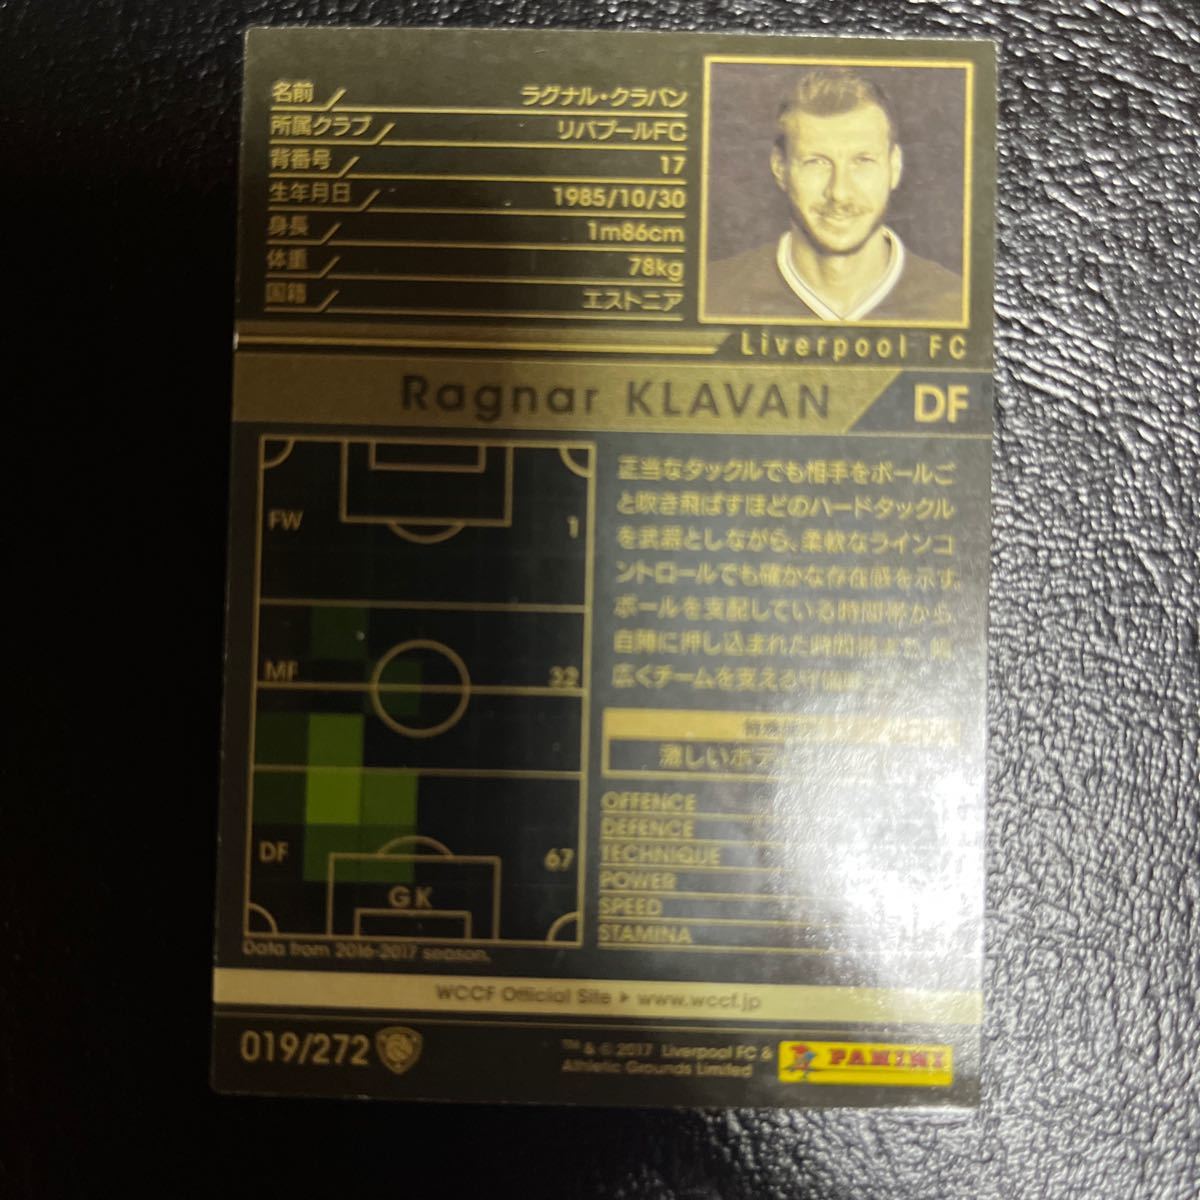 名前 ラグナル・クラバン
所属クラブ リバプールFC
背番号 17
生年月日 1985/10/30
身長 1m86cm
体重 78kg
国籍 エストニア
Liverpool FC
Ragnar KLAVAN DF
FW 1
MF 32
DF 67
GK
Data from 2016-2017 season.
正当なタックルでも相手をボールご
と吹き飛ばすほどのハードタックル
を武器としながら、柔軟なラインコ
ントロールでも確かな存在感を示す。
ボールを支配している時間帯から
自陣に押し込まれた時間帯まで、幅
広くチームを支える
激しいボディ
OFFENCE
DEFENCE
TECHNIQUE
POWER
SPEED
STAMINA
WCCF Official Site ▶ www.wccf.jp
019/272
™ & © 2017 Liverpool FC &
Athletic Grounds Limited
PANINI